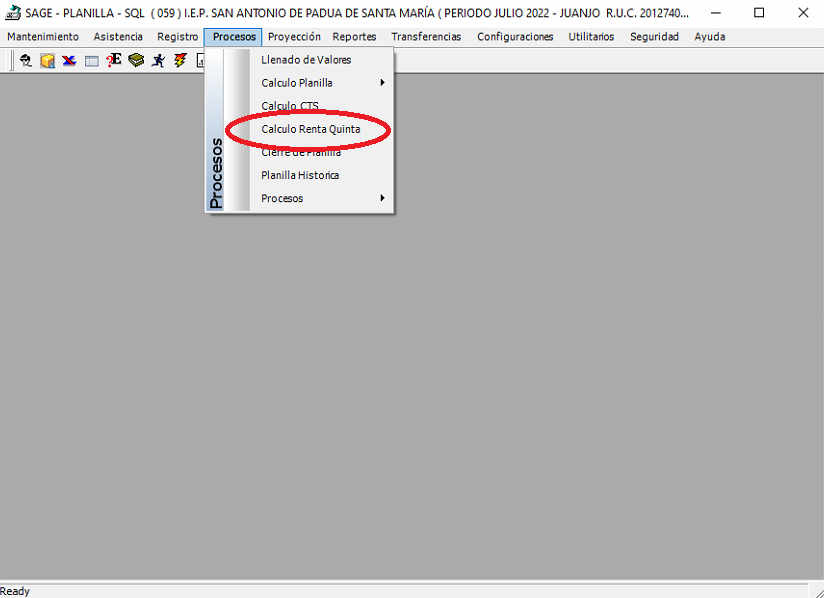 SAGE - PLANILLA - SQL ( 059 ) I.E.P. SAN ANTONIO DE PADUA DE SANTA MARÍA ( PERIODO JULIO 2022 - JUANJO R.U.C. 2012740...
Mantenimiento Asistencia Registro Procesos Proyección Reportes Transferencias Configuraciones Utilitarios Seguridad Ayuda
Llenado de Valores
Calculo Planilla
Calculo CTS
Calculo Renta Quinta
Cierre de Planilla
Planilla Historica
Procesos
Procesos
Ready